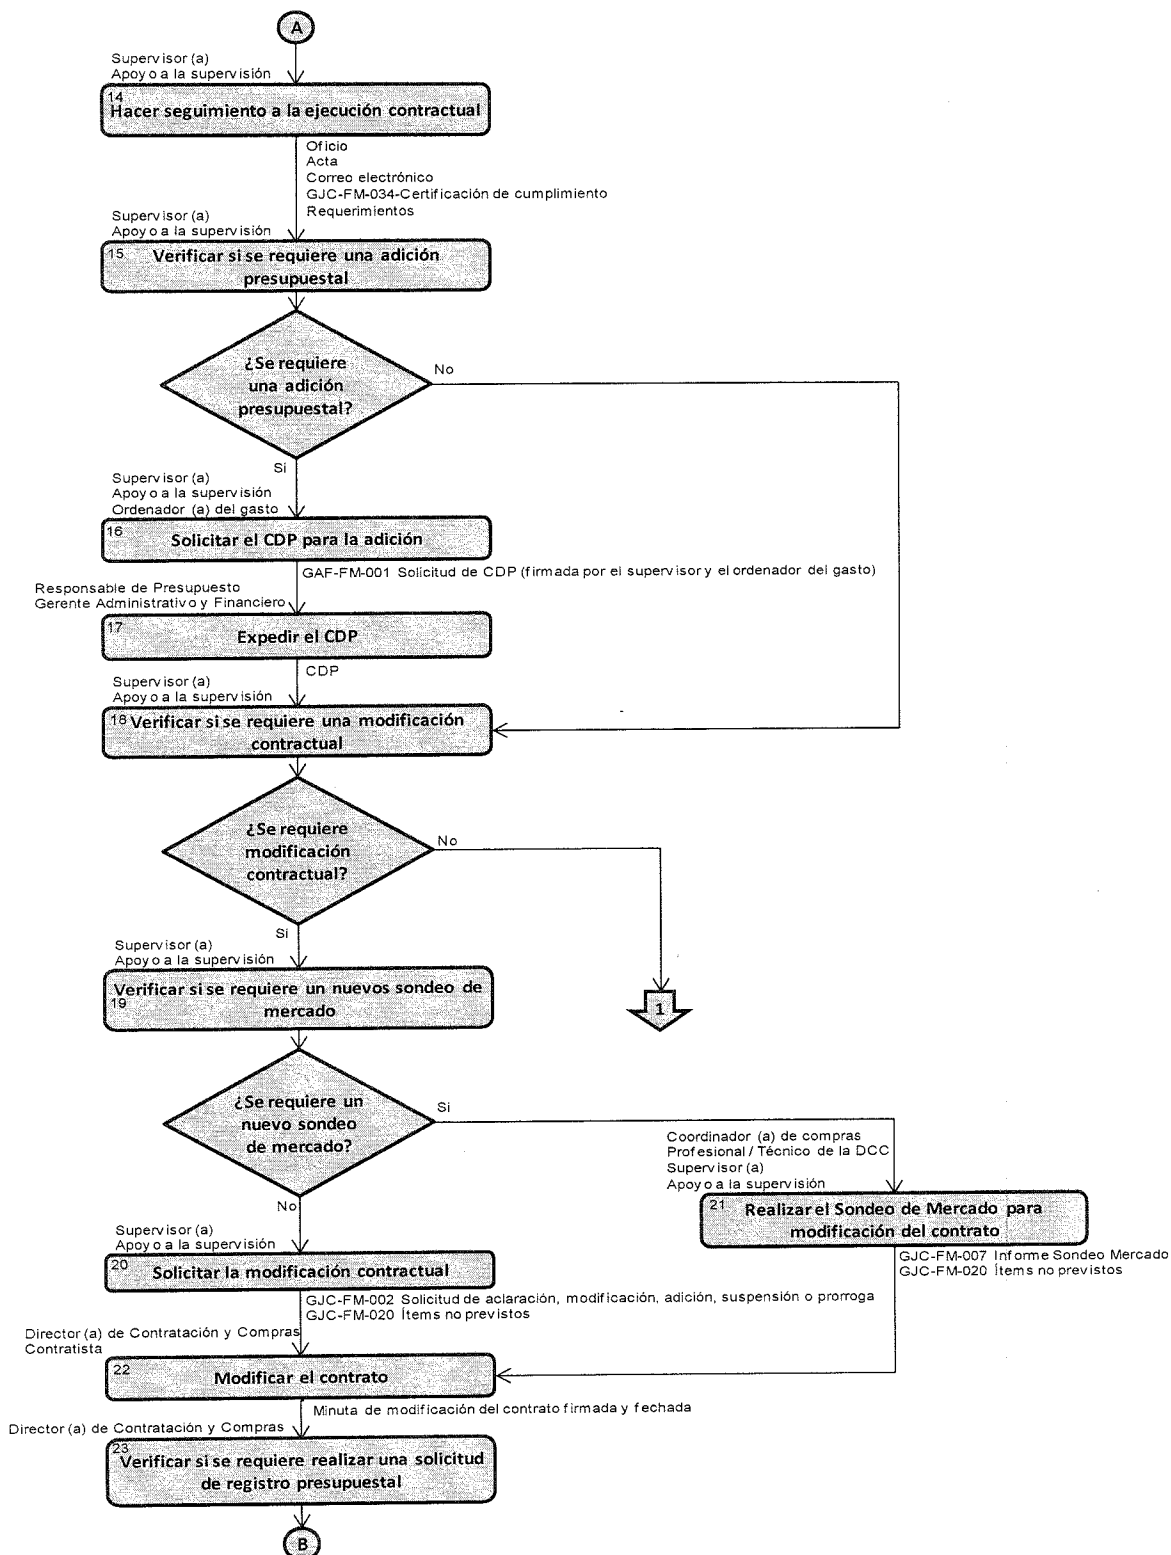 A
Supervisor (a)
Apoyo a la supervisión
14
Hacer seguimiento a la ejecución contractual
Oficio
Acta
Correo electrónico
GJC-FM-034-Certificación de cumplimiento
Requerimientos
Supervisor (a)
Apoyo a la supervisión
15
Verificar si se requiere una adición
presupuestal
¿Se requiere
una adición
presupuestal?
No
Si
Supervisor (a)
Apoyo a la supervisión
Ordenador (a) del gasto
16
Solicitar el CDP para la adición
GAF-FM-001 Solicitud de CDP (firmada por el supervisor y el ordenador del gasto)
Responsable de Presupuesto
Gerente Administrativo y Financiero
17
Expedir el CDP
CDP
Supervisor (a)
Apoyo a la supervisión
18 Verificar si se requiere una modificación
contractual
¿Se requiere
modificación
contractual?
No
Si
Supervisor (a)
Apoyo a la supervisión
Verificar si se requiere un nuevos sondeo de
19
mercado
1
¿Se requiere un
nuevo sondeo
de mercado?
Si
Coordinador (a) de compras
Profesional / Técnico de la DCC
Supervisor (a)
Apoyo a la supervisión
No
21
Realizar el Sondeo de Mercado para
modificación del contrato
GJC-FM-007 Informe Sondeo Mercado
GJC-FM-020 Ítems no previstos
Supervisor (a)
Apoyo a la supervisión
20
Solicitar la modificación contractual
GJC-FM-002 Solicitud de aclaración, modificación, adición, suspensión o prorroga
GJC-FM-020 Ítems no previstos
Director (a) de Contratación y Compras
Contratista
22
Modificar el contrato
Minuta de modificación del contrato firmada y fechada
Director (a) de Contratación y Compras
23
Verificar si se requiere realizar una solicitud
de registro presupuestal
B